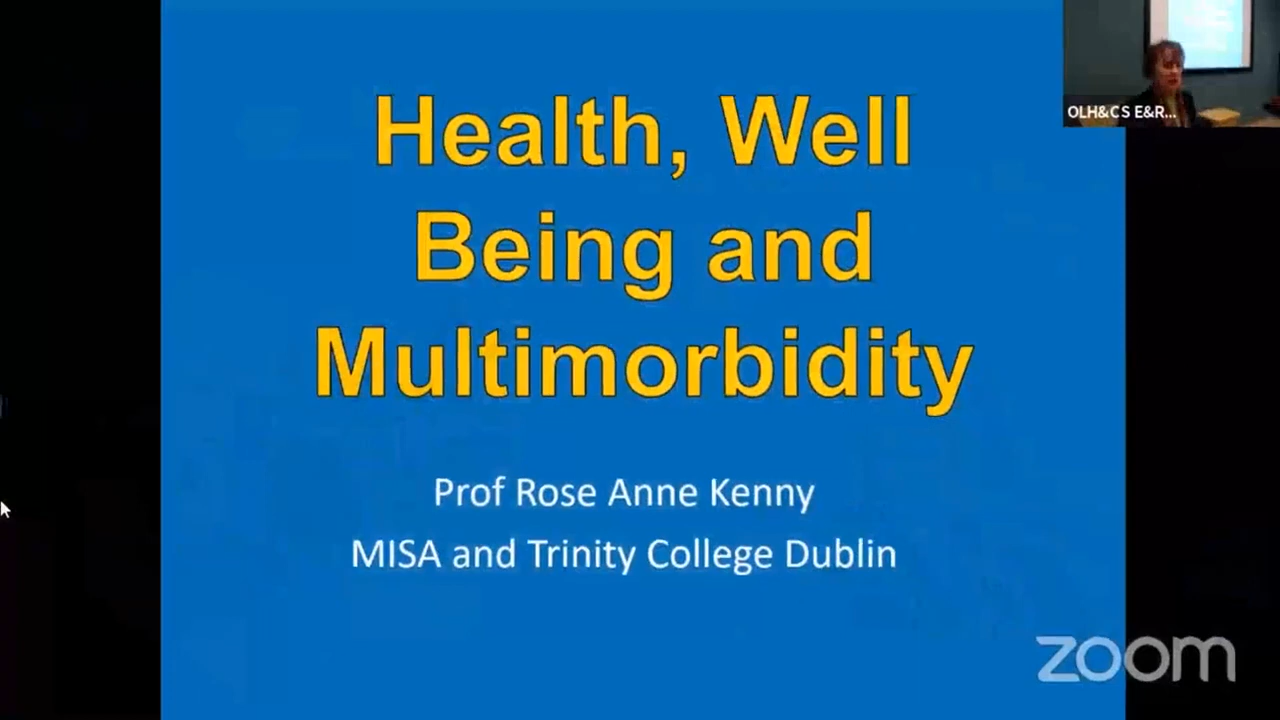 Health, Well
Being and
Multimorbidity
Prof Rose Anne Kenny
MISA and Trinity College Dublin
OLH&CS E&R...
zoom